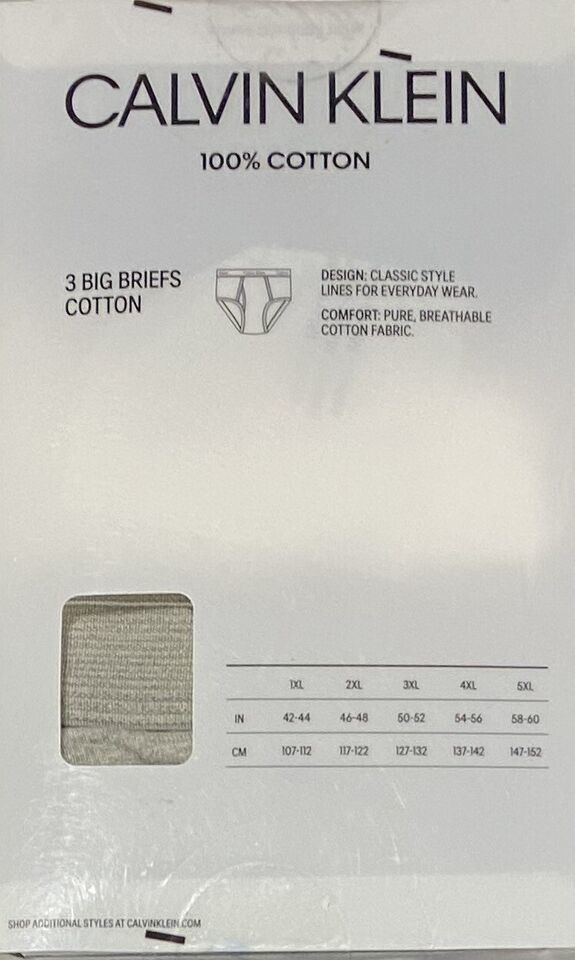 CALVIN KLEIN
100% COTTON
3 BIG BRIEFS
COTTON
DESIGN: CLASSIC STYLE
LINES FOR EVERYDAY WEAR.
COMFORT: PURE, BREATHABLE
COTTON FABRIC.
1XL 2XL 3XL 4XL 5XL
IN 42-44 46-48 50-52 54-56 58-60
CM 107-112 117-122 127-132 137-142 147-152
SHOP ADDITIONAL STYLES AT CALVINKLEIN.COM